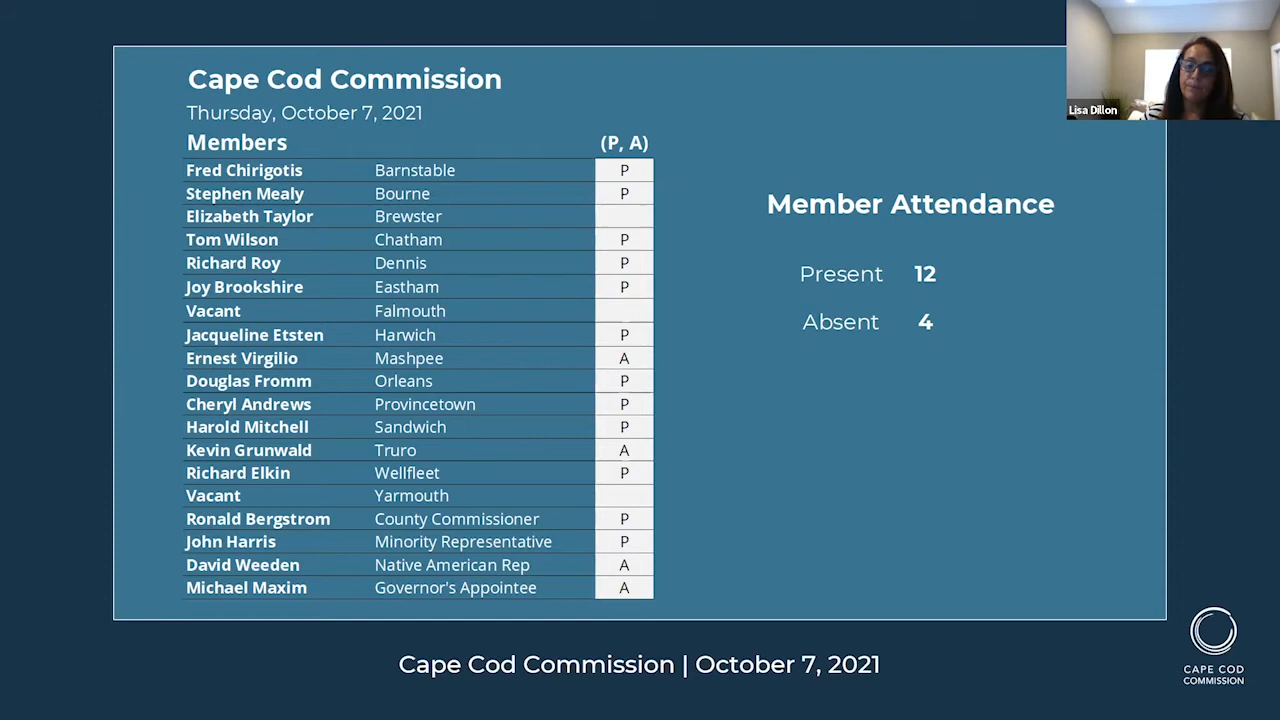 Cape Cod Commission
Thursday, October 7, 2021
Members (P, A)
Fred Chirigotis Barnstable P
Stephen Mealy Bourne P
Elizabeth Taylor Brewster
Tom Wilson Chatham P
Richard Roy Dennis P
Joy Brookshire Eastham P
Vacant Falmouth
Jacqueline Etsten Harwich P
Ernest Virgilio Mashpee A
Douglas Fromm Orleans P
Cheryl Andrews Provincetown P
Harold Mitchell Sandwich P
Kevin Grunwald Truro A
Richard Elkin Wellfleet P
Vacant Yarmouth
Ronald Bergstrom County Commissioner P
John Harris Minority Representative P
David Weeden Native American Rep A
Michael Maxim Governor's Appointee A
Member Attendance
Present 12
Absent 4
Lisa Dillon
Cape Cod Commission | October 7, 2021
CAPE COD
COMMISSION